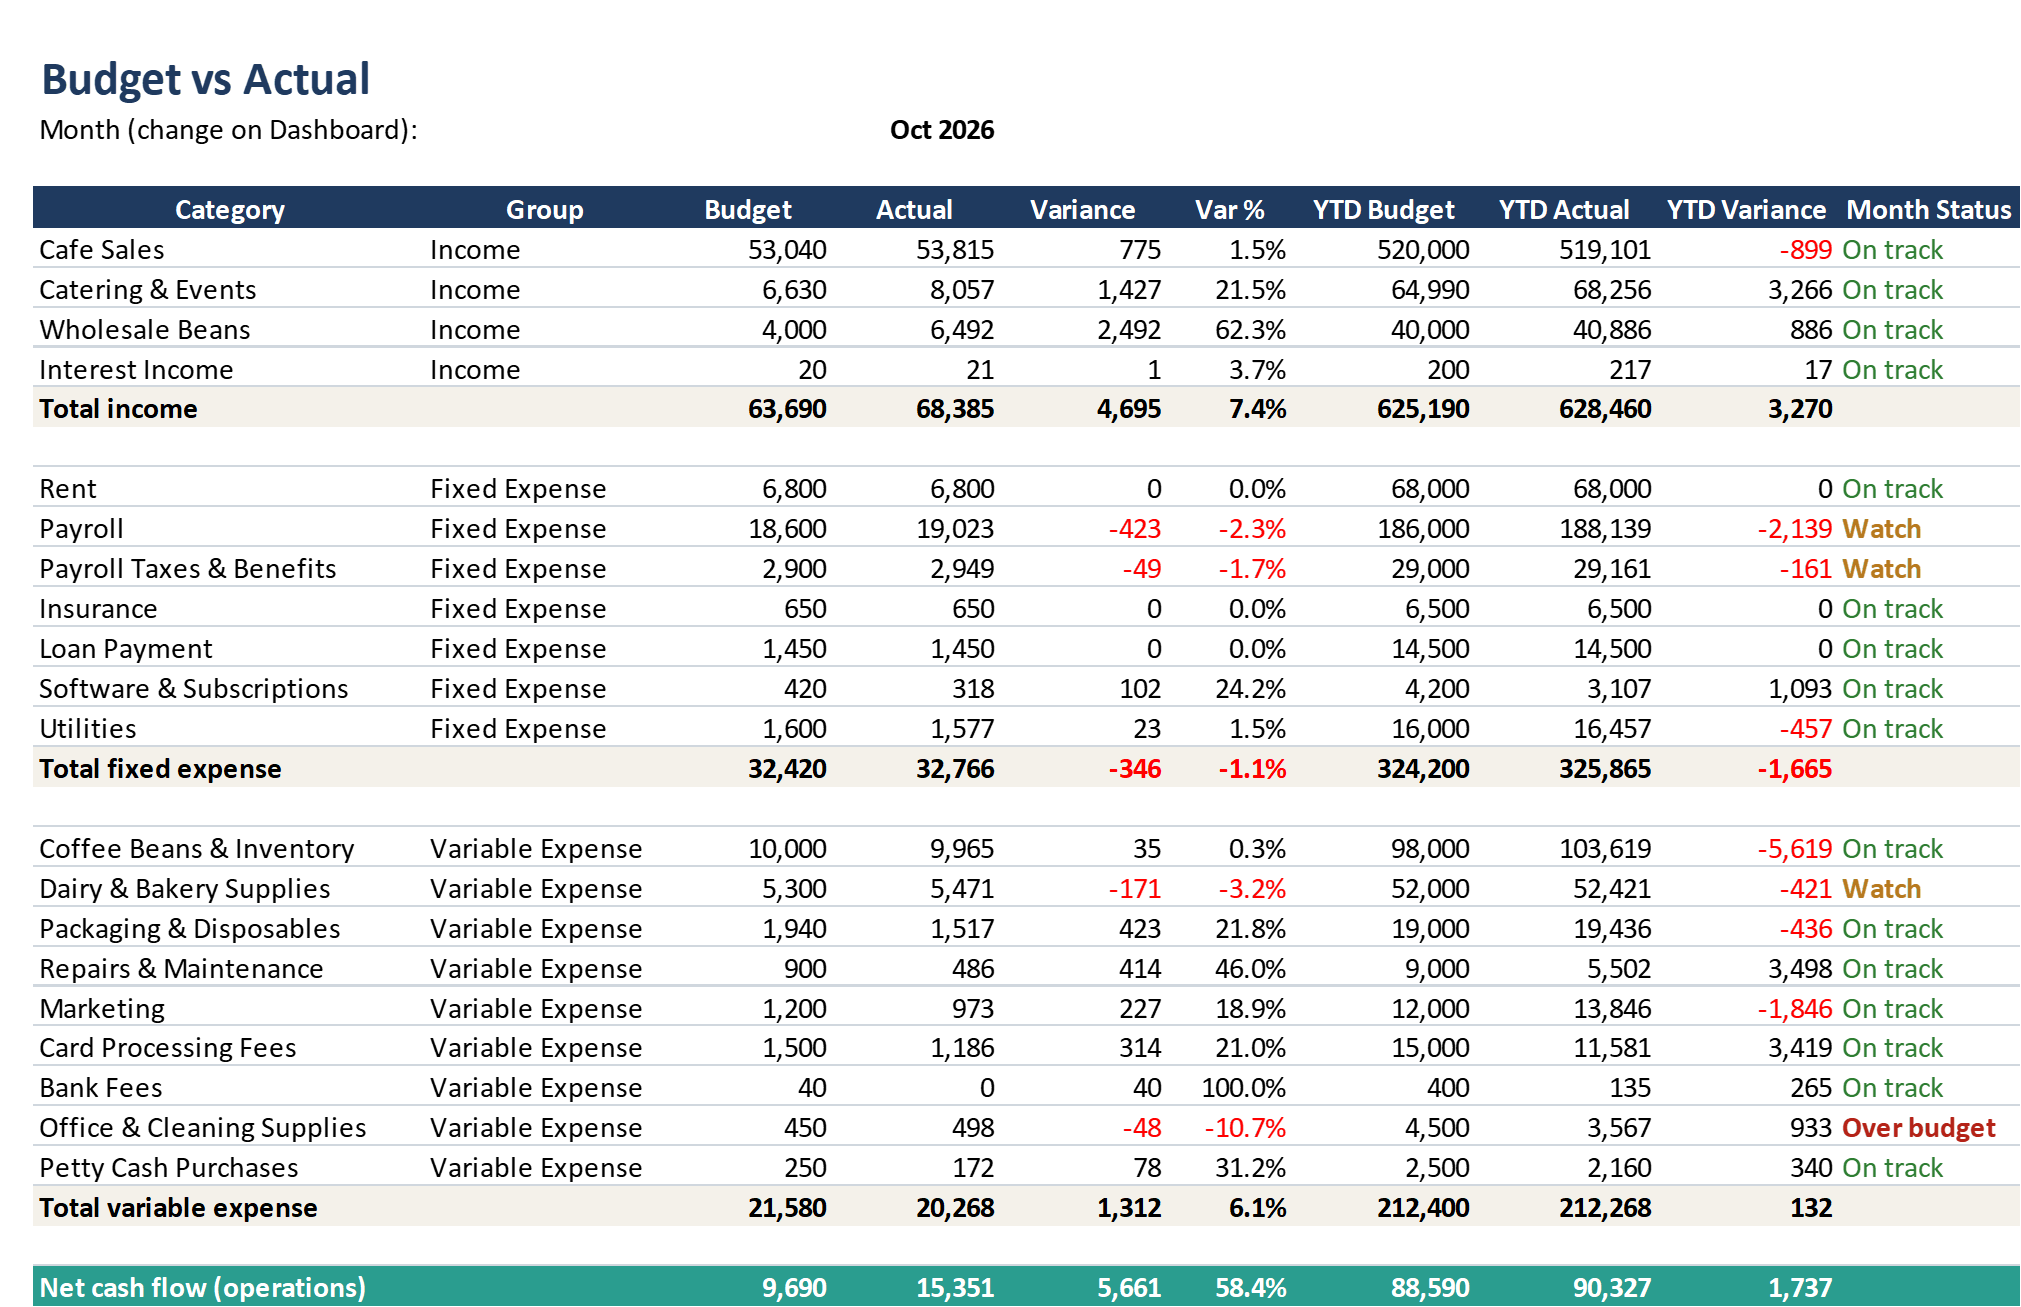 Budget vs Actual
Month (change on Dashboard): Oct 2026
Category Group Budget Actual Variance Var % YTD Budget YTD Actual YTD Variance Month Status
Cafe Sales Income 53,040 53,815 775 1.5% 520,000 519,101 -899 On track
Catering & Events Income 6,630 8,057 1,427 21.5% 64,990 68,256 3,266 On track
Wholesale Beans Income 4,000 6,492 2,492 62.3% 40,000 40,886 886 On track
Interest Income Income 20 21 1 3.7% 200 217 17 On track
Total income 63,690 68,385 4,695 7.4% 625,190 628,460 3,270
Rent Fixed Expense 6,800 6,800 0 0.0% 68,000 68,000 0 On track
Payroll Fixed Expense 18,600 19,023 -423 -2.3% 186,000 188,139 -2,139 Watch
Payroll Taxes & Benefits Fixed Expense 2,900 2,949 -49 -1.7% 29,000 29,161 -161 Watch
Insurance Fixed Expense 650 650 0 0.0% 6,500 6,500 0 On track
Loan Payment Fixed Expense 1,450 1,450 0 0.0% 14,500 14,500 0 On track
Software & Subscriptions Fixed Expense 420 318 102 24.2% 4,200 3,107 1,093 On track
Utilities Fixed Expense 1,600 1,577 23 1.5% 16,000 16,457 -457 On track
Total fixed expense 32,420 32,766 -346 -1.1% 324,200 325,865 -1,665
Coffee Beans & Inventory Variable Expense 10,000 9,965 35 0.3% 98,000 103,619 -5,619 On track
Dairy & Bakery Supplies Variable Expense 5,300 5,471 -171 -3.2% 52,000 52,421 -421 Watch
Packaging & Disposables Variable Expense 1,940 1,517 423 21.8% 19,000 19,436 -436 On track
Repairs & Maintenance Variable Expense 900 486 414 46.0% 9,000 5,502 3,498 On track
Marketing Variable Expense 1,200 973 227 18.9% 12,000 13,846 -1,846 On track
Card Processing Fees Variable Expense 1,500 1,186 314 21.0% 15,000 11,581 3,419 On track
Bank Fees Variable Expense 40 0 40 100.0% 400 135 265 On track
Office & Cleaning Supplies Variable Expense 450 498 -48 -10.7% 4,500 3,567 933 Over budget
Petty Cash Purchases Variable Expense 250 172 78 31.2% 2,500 2,160 340 On track
Total variable expense 21,580 20,268 1,312 6.1% 212,400 212,268 132
Net cash flow (operations) 9,690 15,351 5,661 58.4% 88,590 90,327 1,737